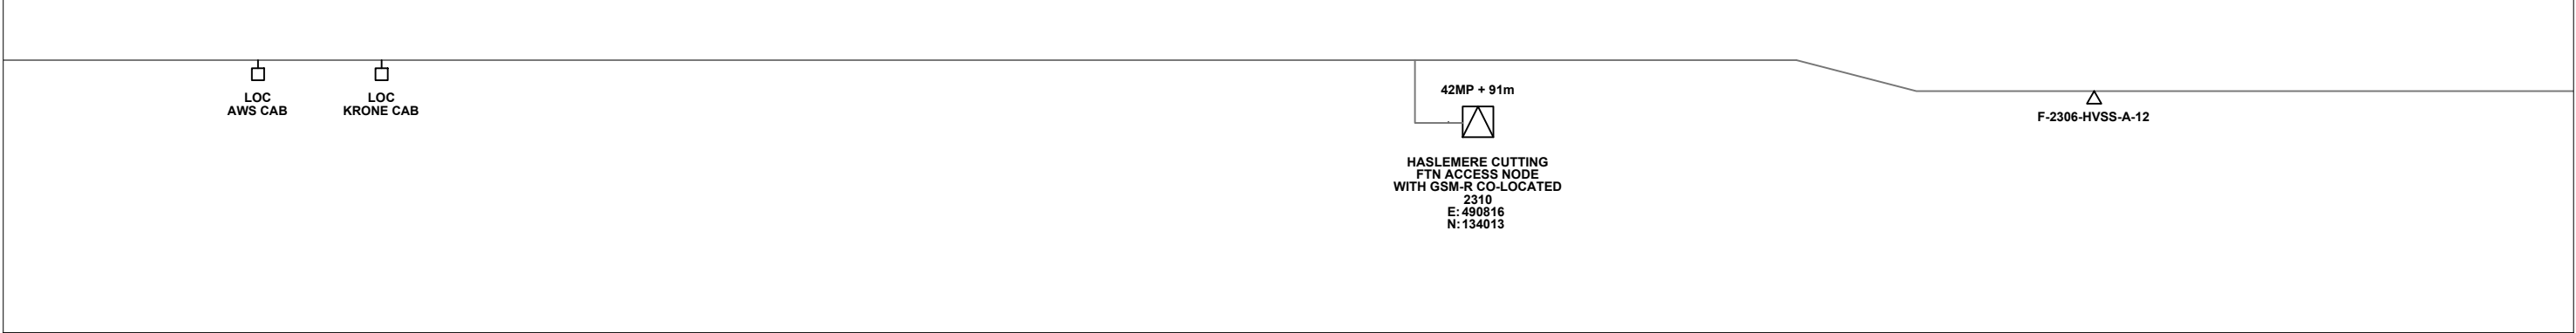 LOC
AWS CAB
LOC
KRONE CAB
42MP + 91m
HASLEMERE CUTTING
FTN ACCESS NODE
WITH GSM-R CO-LOCATED
2310
E: 490816
N: 134013
F-2306-HVSS-A-12